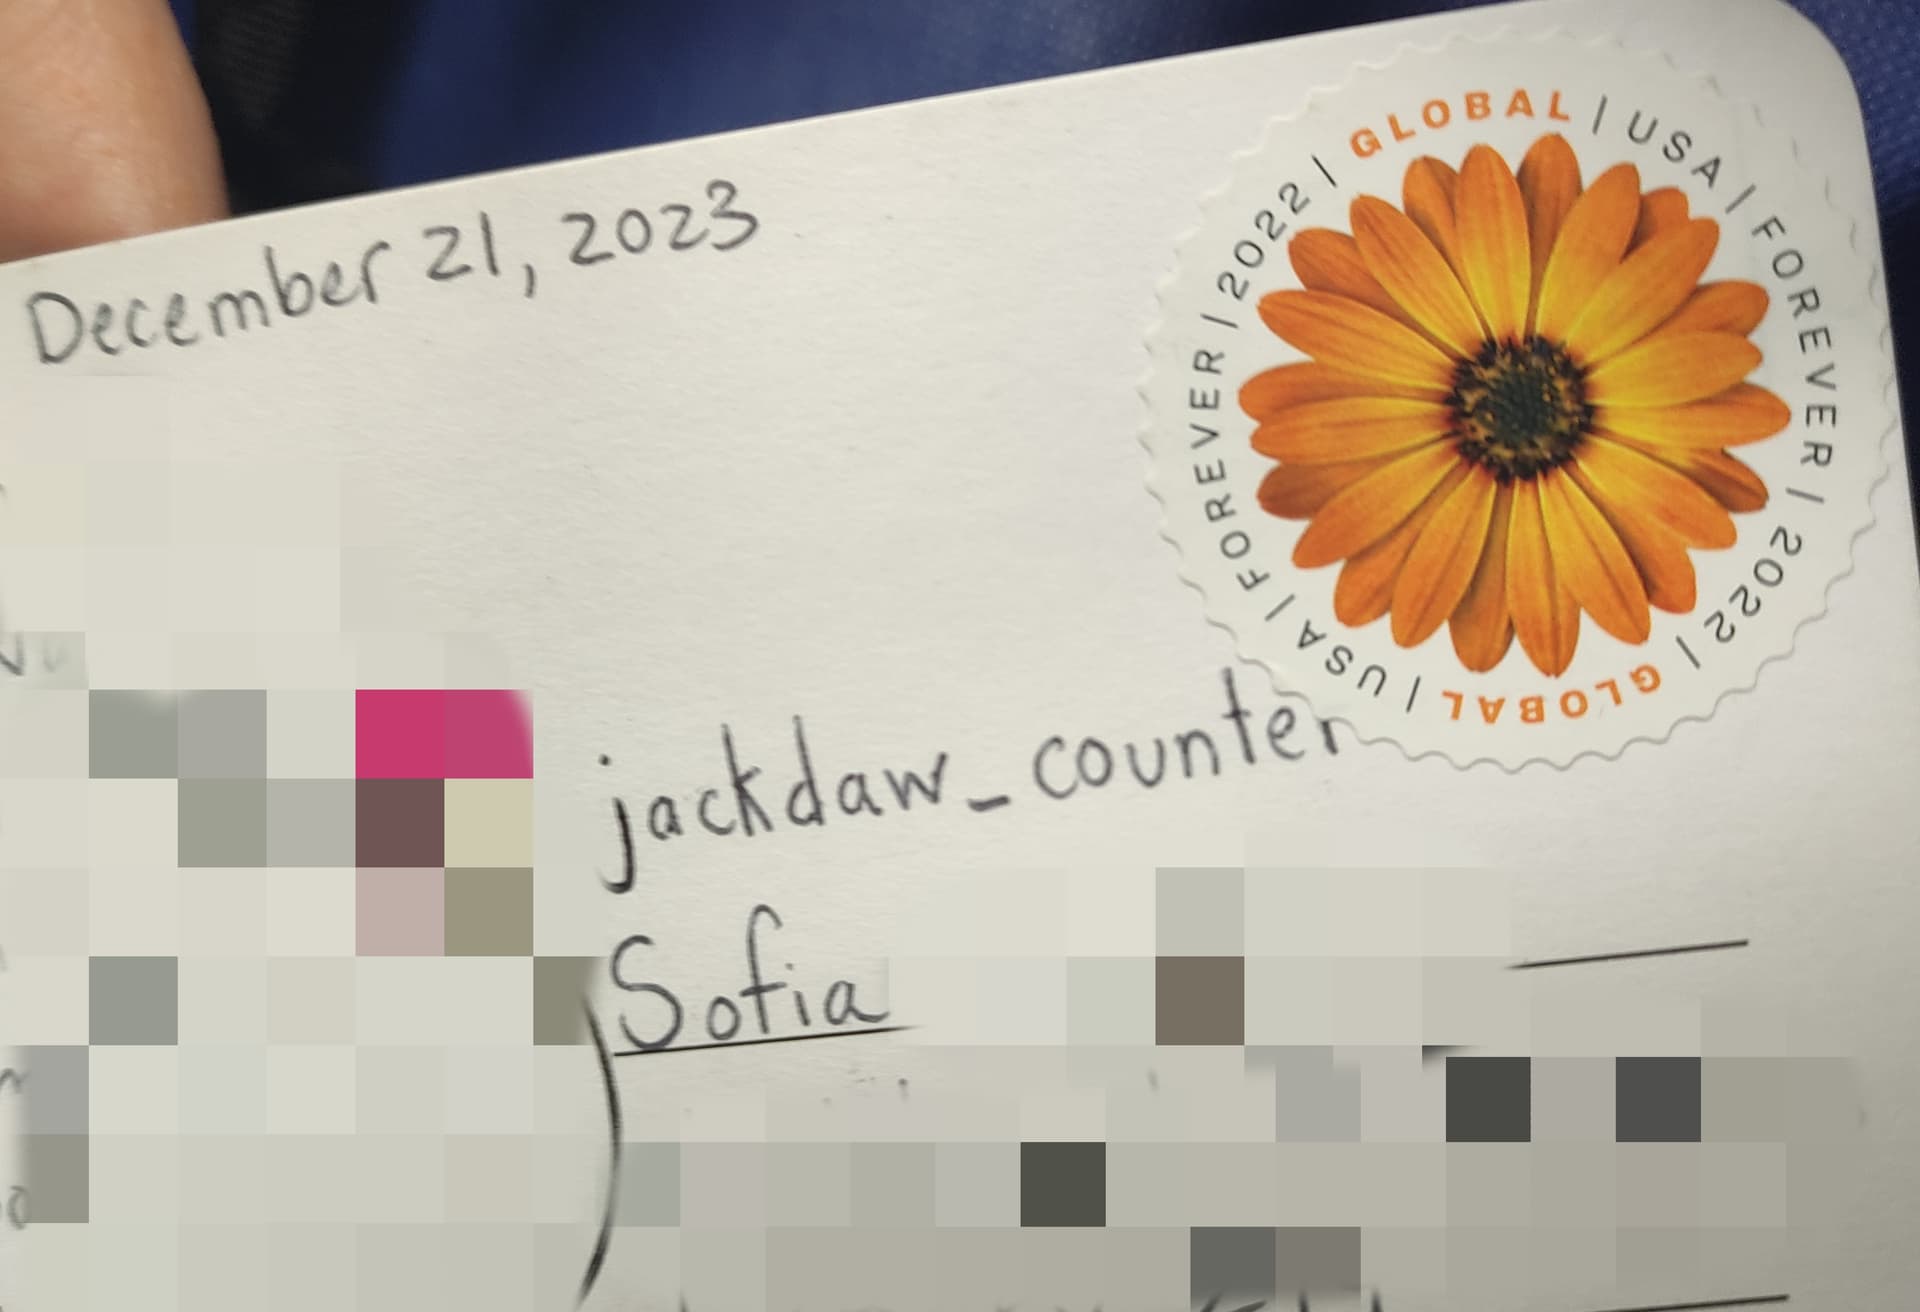 December 21, 2023
GLOBAL | USA | FOREVER | 2022 | GLOBAL | USA | FOREVER | 2022 |
jackdaw_counter
Sofia